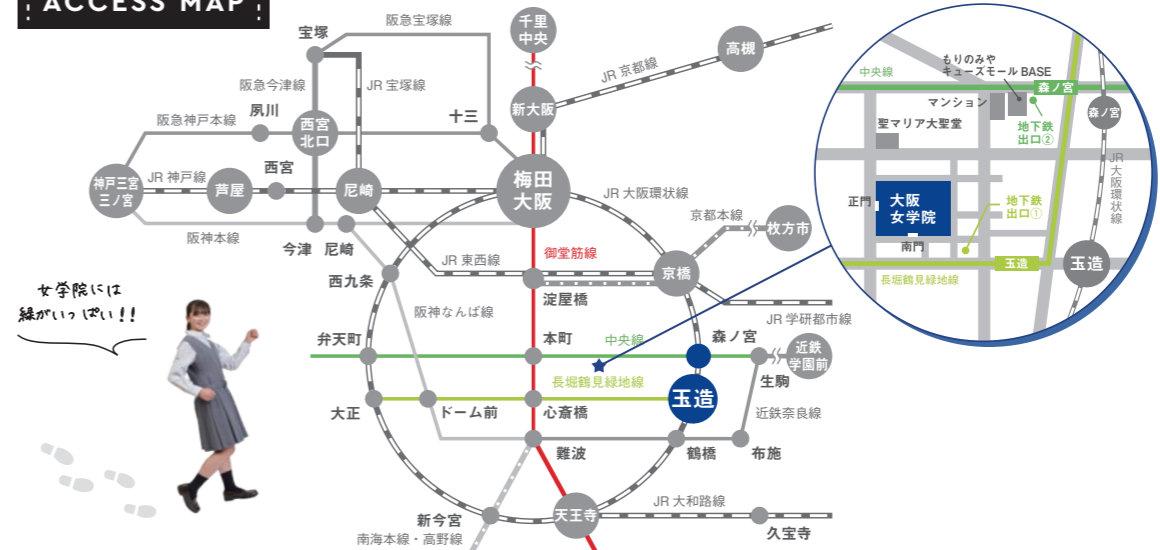 ACCESS MAP
阪急宝塚線
宝塚
千里
中央
高槻
JR 京都線
阪急今津線
JR 宝塚線
夙川
十三
新大阪
阪急神戸本線
西宮
北口
西宮
JR 神戸線
神戸三宮
三ノ宮
芦屋
尼崎
梅田
大阪
JR 大阪環状線
京都本線
枚方市
阪神本線
今津
尼崎
御堂筋線
JR 東西線
京橋
西九条
淀屋橋
阪神なんば線
JR 学研都市線
弁天町
本町
中央線
森ノ宮
近鉄
学園前
生駒
長堀鶴見緑地線
玉造
大正
ドーム前
心斎橋
近鉄奈良線
難波
鶴橋
布施
新今宮
天王寺
JR 大和路線
久宝寺
南海本線・高野線
女学院には
緑がいっぱい!!
もりのみや
キューズモール BASE
中央線
森ノ宮
マンション
森ノ宮
聖マリア大聖堂
地下鉄
出口②
JR大阪環状線
正門
大阪
女学院
地下鉄
出口①
南門
玉造
玉造
長堀鶴見緑地線